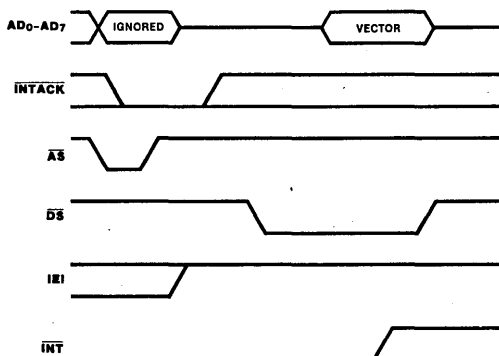 AD0-AD7 IGNORED VECTOR
INTACK
AS
DS
IEI
INT